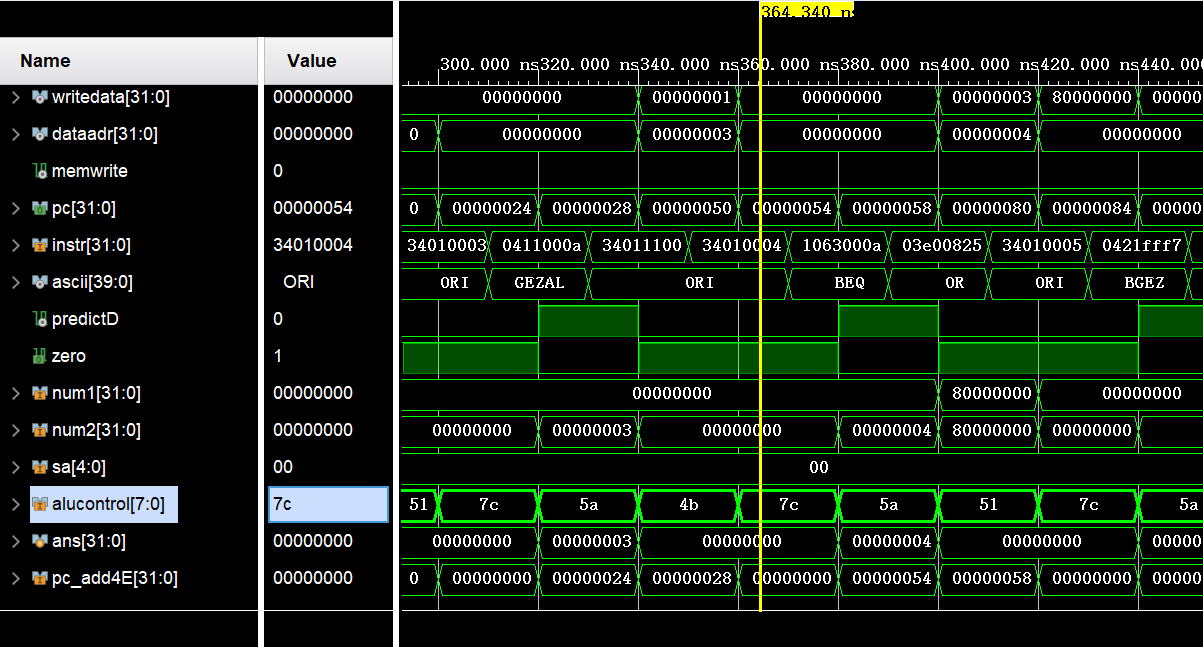 364.340 ns
Name Value
300.000 ns 320.000 ns 340.000 ns 360.000 ns 380.000 ns 400.000 ns 420.000 ns 440.000
writedata[31:0] 00000000 00000000 00000001 00000000 00000003 80000000 00000
dataadr[31:0] 00000000 0 00000000 00000003 00000000 00000004 00000000
memwrite 0
pc[31:0] 00000054 0 00000024 00000028 00000050 00000054 00000058 00000080 00000084 00000
instr[31:0] 34010004 34010003 0411000a 34011100 34010004 1063000a 03e00825 34010005 0421fff7
ascii[39:0] ORI ORI GEZAL ORI BEQ OR ORI BGEZ
predictD 0
zero 1
num1[31:0] 00000000 00000000 80000000 00000000
num2[31:0] 00000000 00000000 00000003 00000000 00000004 80000000 00000000
sa[4:0] 00 00
alucontrol[7:0] 7c 51 7c 5a 4b 7c 5a 51 7c 5a
ans[31:0] 00000000 00000000 00000003 00000000 00000004 00000000 00000
pc_add4E[31:0] 00000000 0 00000000 00000024 00000028 00000000 00000054 00000058 00000000 00000